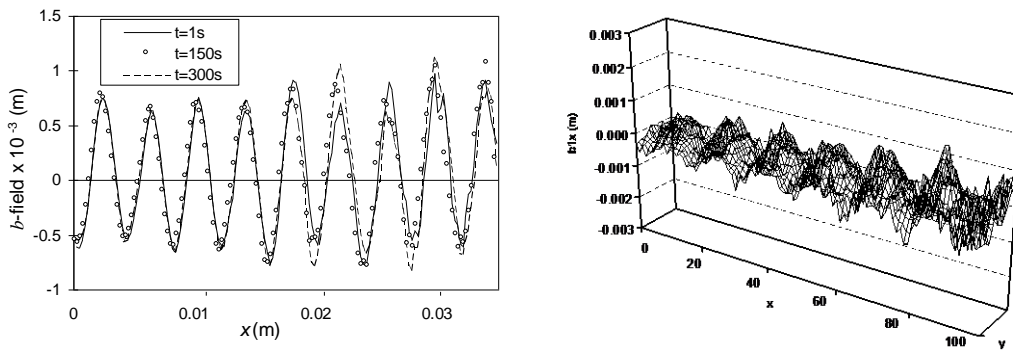 1.5
1
0.5
0
-0.5
-1
b-field x 10⁻³ (m)
t=1s
t=150s
t=300s
0 0.01 0.02 0.03
x (m)
0.003
0.002
0.001
0.000
-0.001
-0.002
-0.003
b1x (m)
0 20 40 60 80 100
x
y